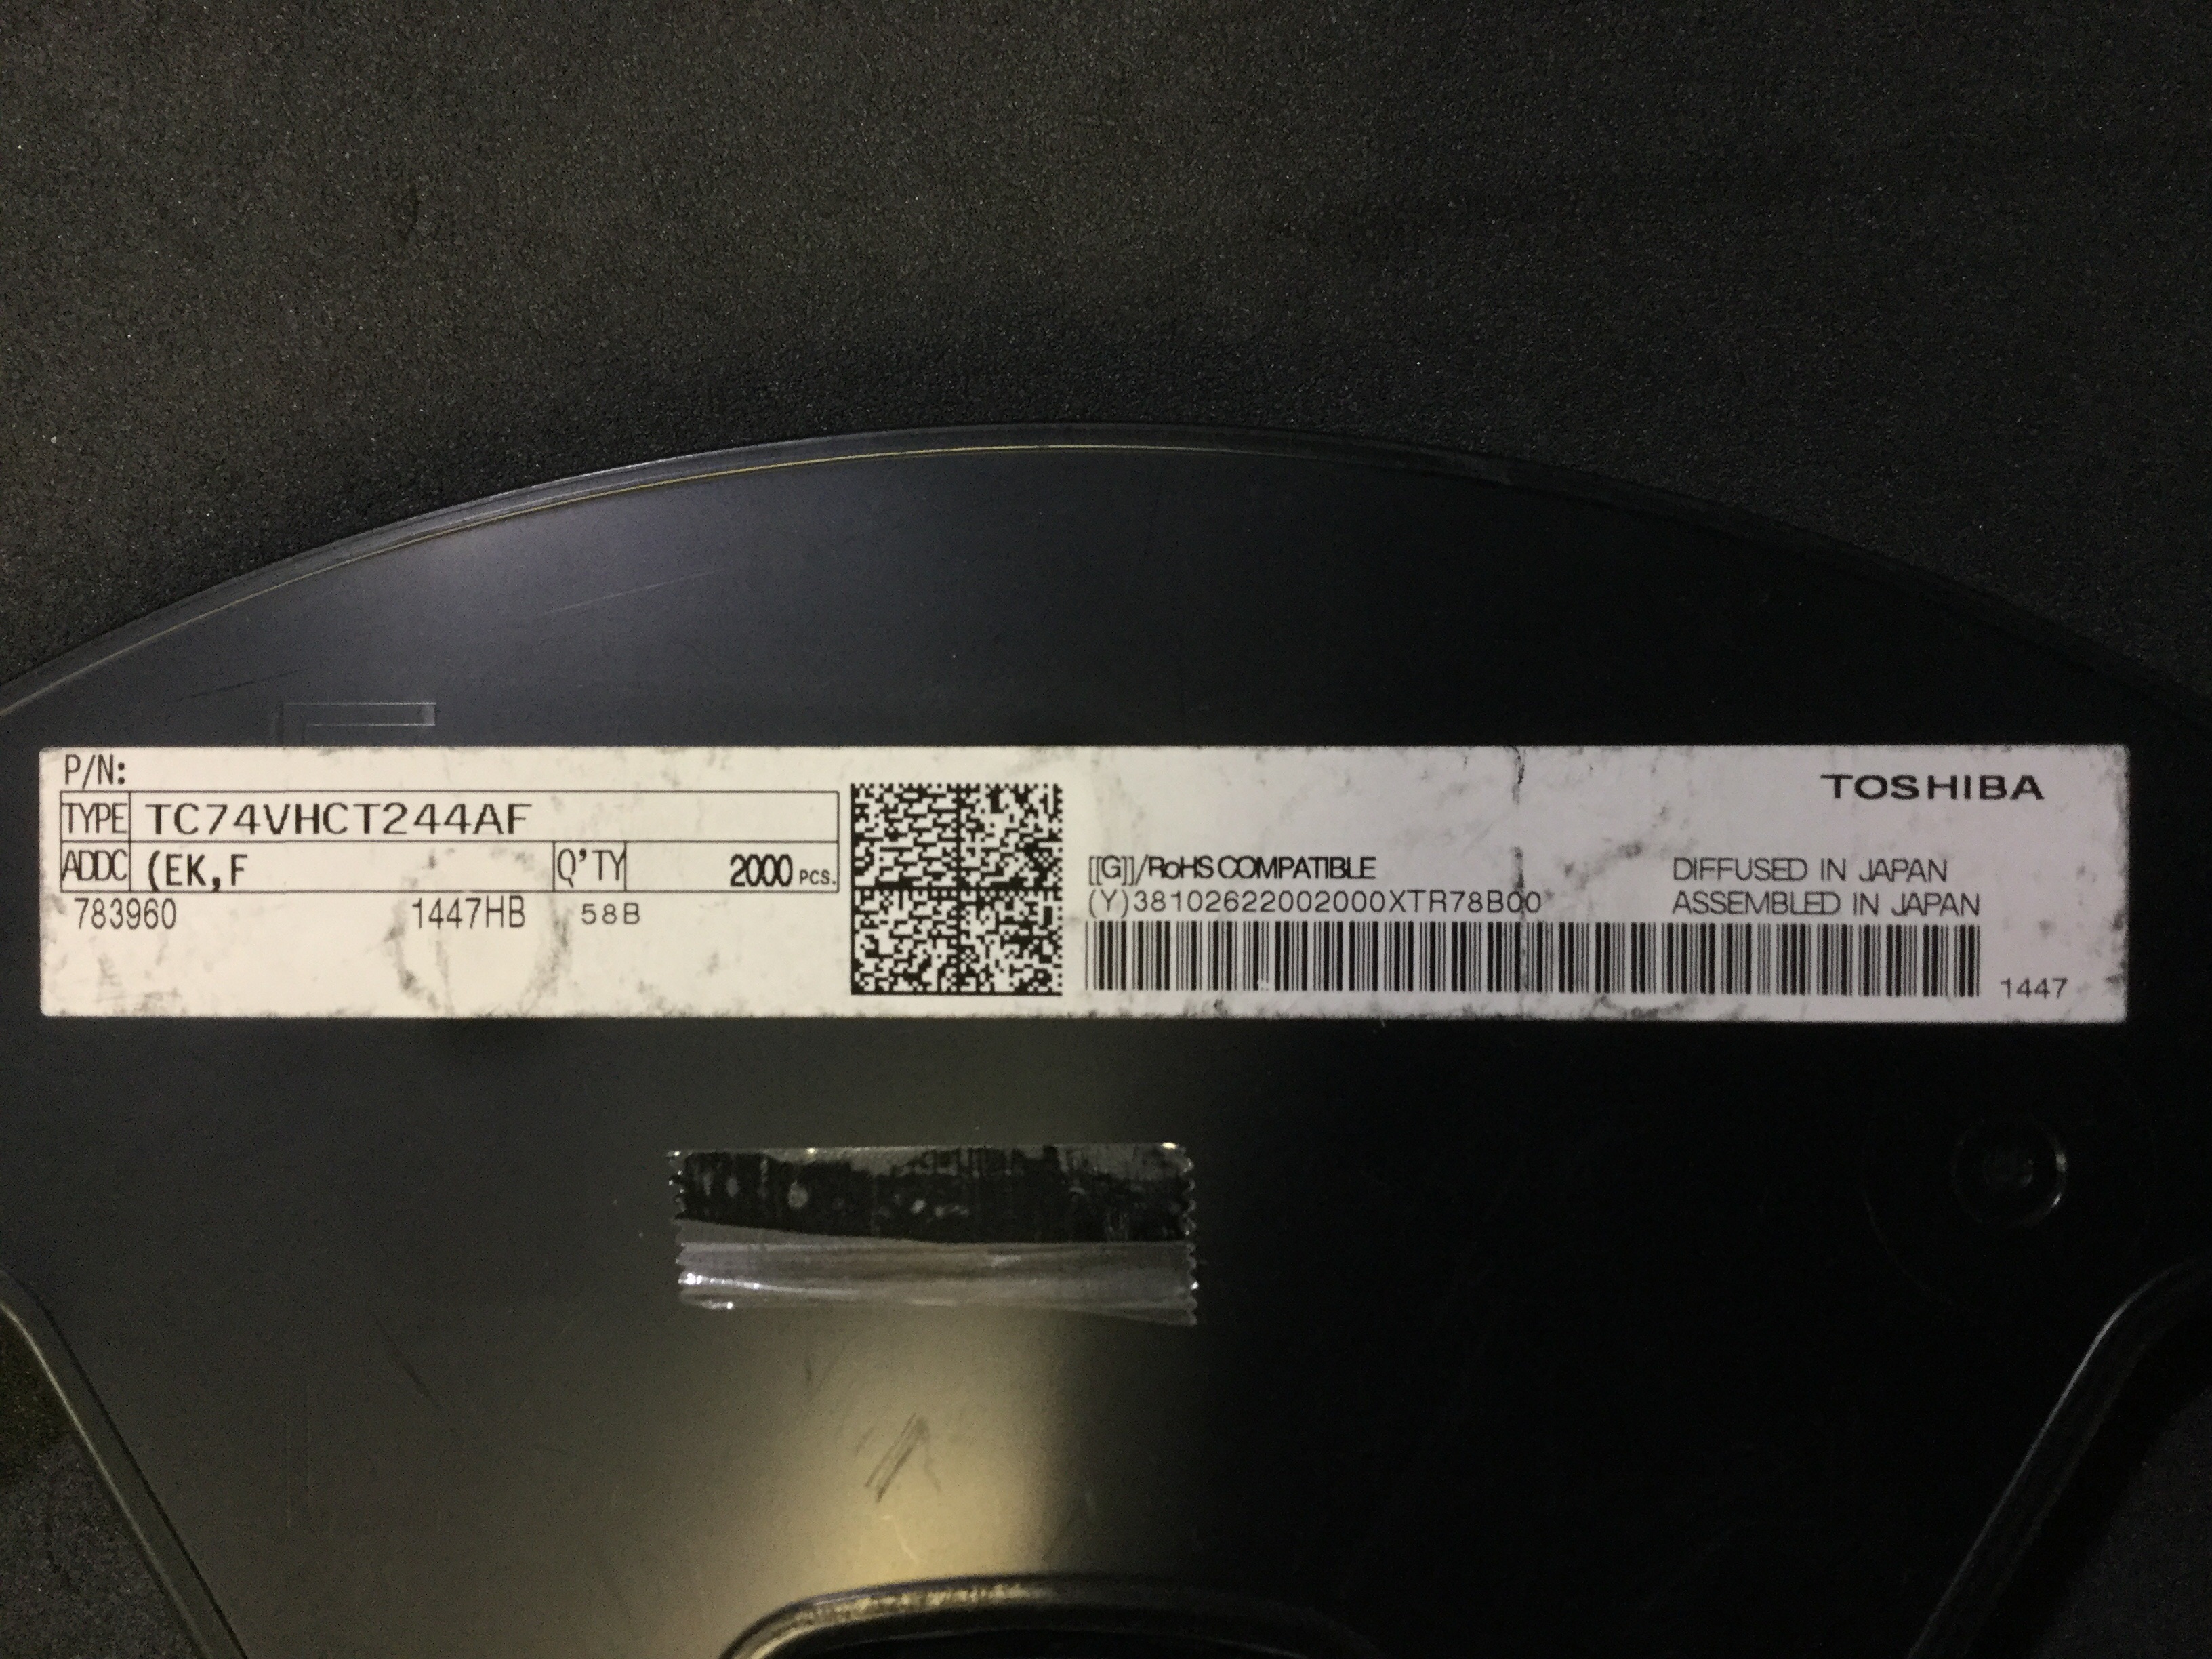 P/N:
TYPE TC74VHCT244AF
ADDC (EK,F Q'TY 2000 PCS.
783960 1447HB 58B
TOSHIBA
[[G]]/RoHS COMPATIBLE DIFFUSED IN JAPAN
(Y)38102622002000XTR78B00 ASSEMBLED IN JAPAN
1447